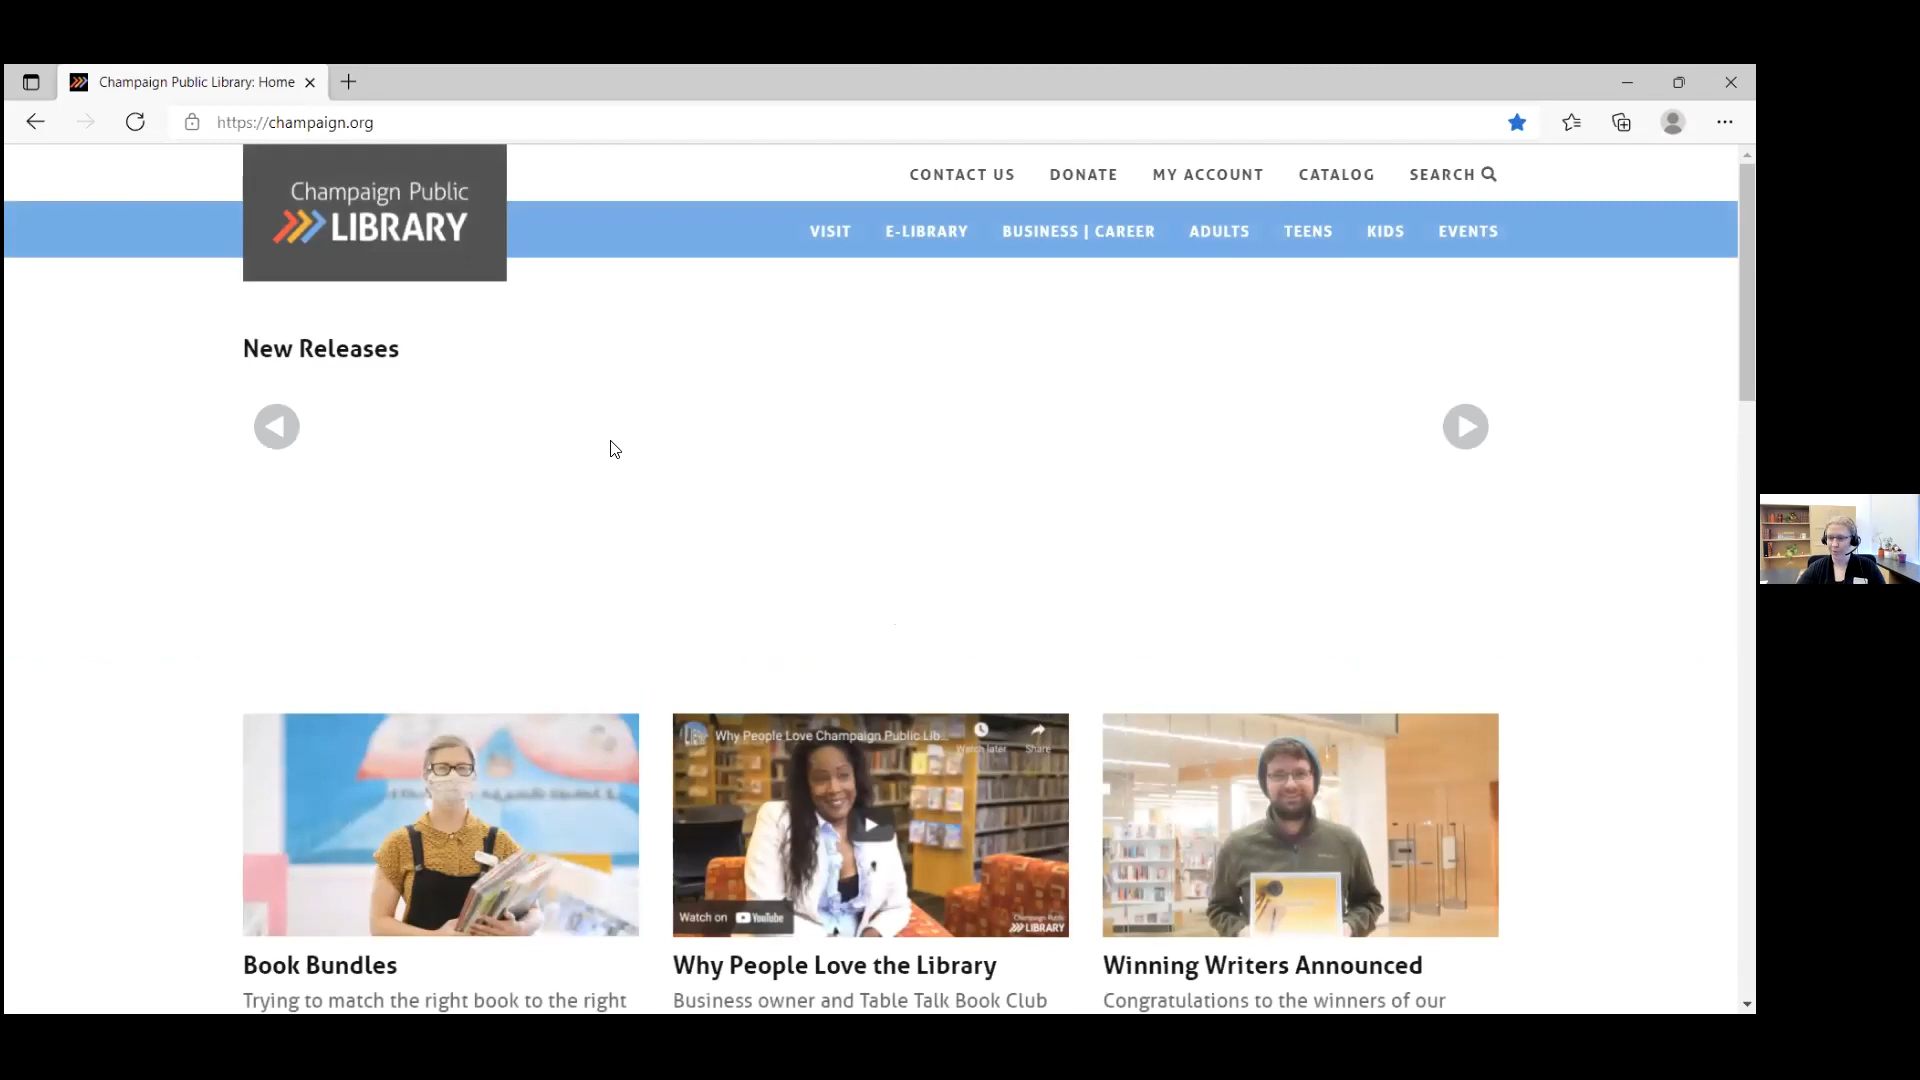 Champaign Public Library: Home
https://champaign.org
CONTACT US DONATE MY ACCOUNT CATALOG SEARCH
Champaign Public
LIBRARY
VISIT E-LIBRARY BUSINESS | CAREER ADULTS TEENS KIDS EVENTS
New Releases
Why People Love Champaign Public Lib...
Watch later Share
Watch on YouTube
Champaign Public
LIBRARY
Book Bundles
Trying to match the right book to the right
Why People Love the Library
Business owner and Table Talk Book Club
Winning Writers Announced
Congratulations to the winners of our